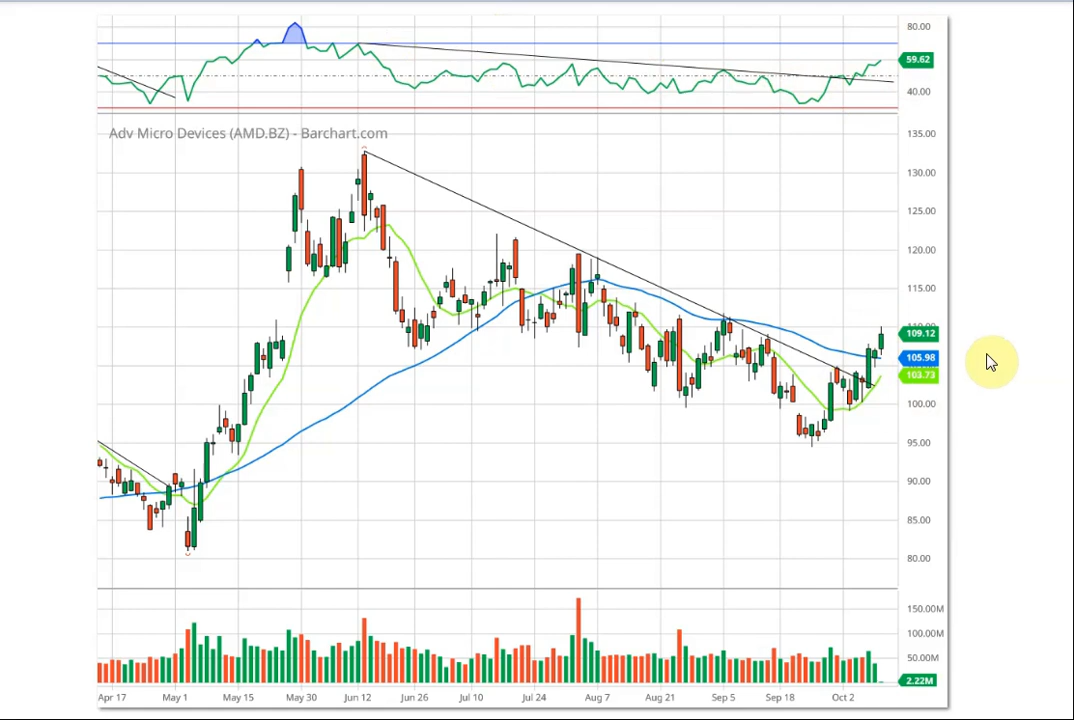 80.00
59.62
40.00
Adv Micro Devices (AMD.BZ) - Barchart.com
135.00
130.00
125.00
120.00
115.00
110.00
109.12
105.98
103.73
100.00
95.00
90.00
85.00
80.00
150.00M
100.00M
50.00M
2.22M
Apr 17 May 1 May 15 May 30 Jun 12 Jun 26 Jul 10 Jul 24 Aug 7 Aug 21 Sep 5 Sep 18 Oct 2